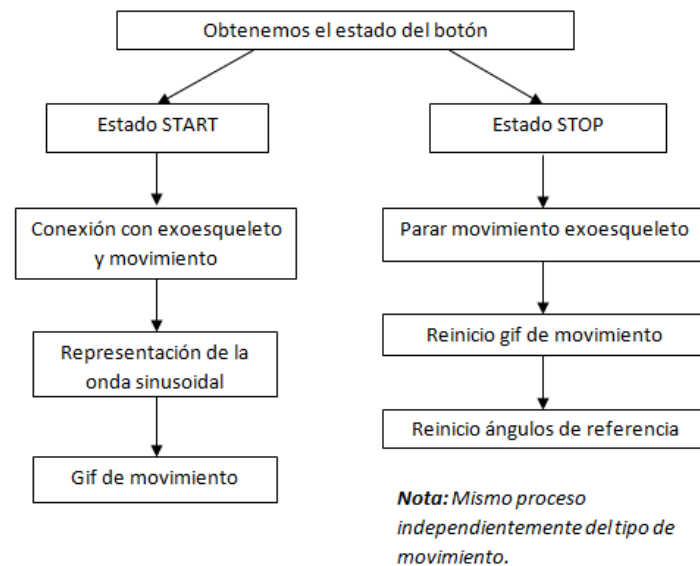 Obtenemos el estado del botón
Estado START
Estado STOP
Conexión con exoesqueleto
y movimiento
Parar movimiento exoesqueleto
Representación de la
onda sinusoidal
Reinicio gif de movimiento
Gif de movimiento
Reinicio ángulos de referencia
Nota: Mismo proceso
independientemente del tipo de
movimiento.